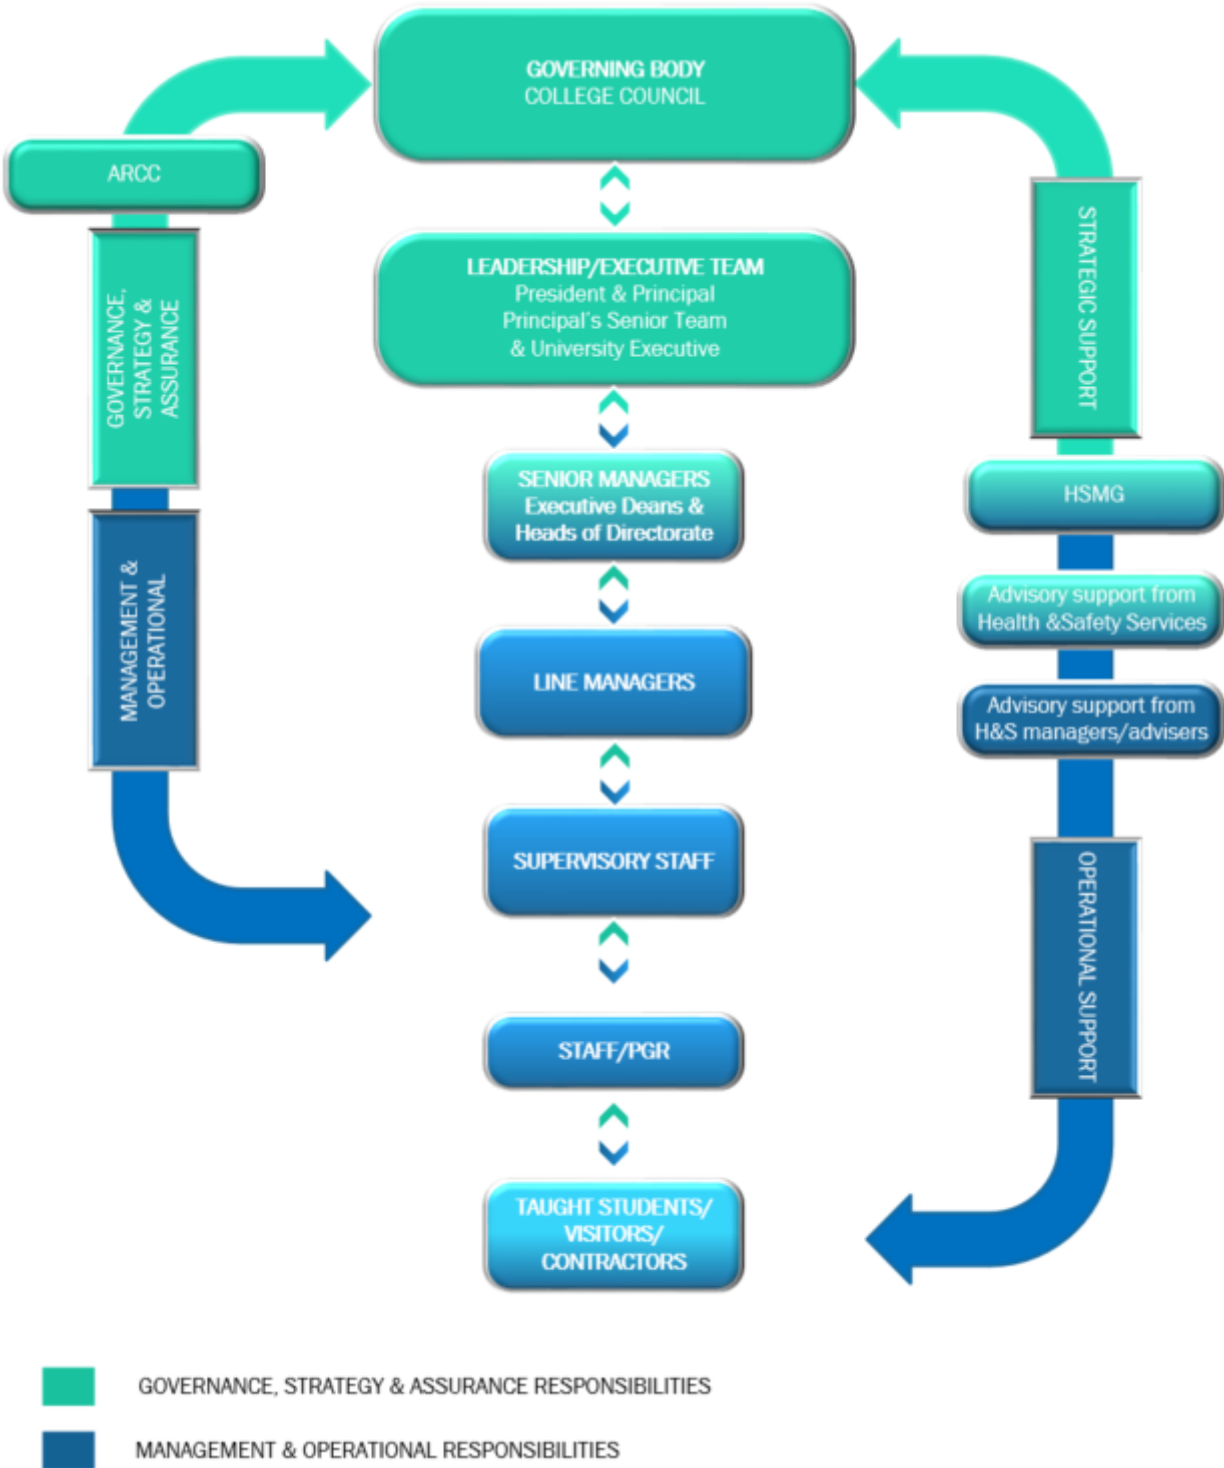 GOVERNING BODY
COLLEGE COUNCIL
ARCC
GOVERNANCE,
STRATEGY &
ASSURANCE
MANAGEMENT &
OPERATIONAL
LEADERSHIP/EXECUTIVE TEAM
President & Principal
Principal's Senior Team
& University Executive
SENIOR MANAGERS
Executive Deans &
Heads of Directorate
LINE MANAGERS
SUPERVISORY STAFF
STAFF/PGR
TAUGHT STUDENTS/
VISITORS/
CONTRACTORS
STRATEGIC SUPPORT
HSMG
Advisory support from
Health &Safety Services
Advisory support from
H&S managers/advisers
OPERATIONAL SUPPORT
GOVERNANCE, STRATEGY & ASSURANCE RESPONSIBILITIES
MANAGEMENT & OPERATIONAL RESPONSIBILITIES